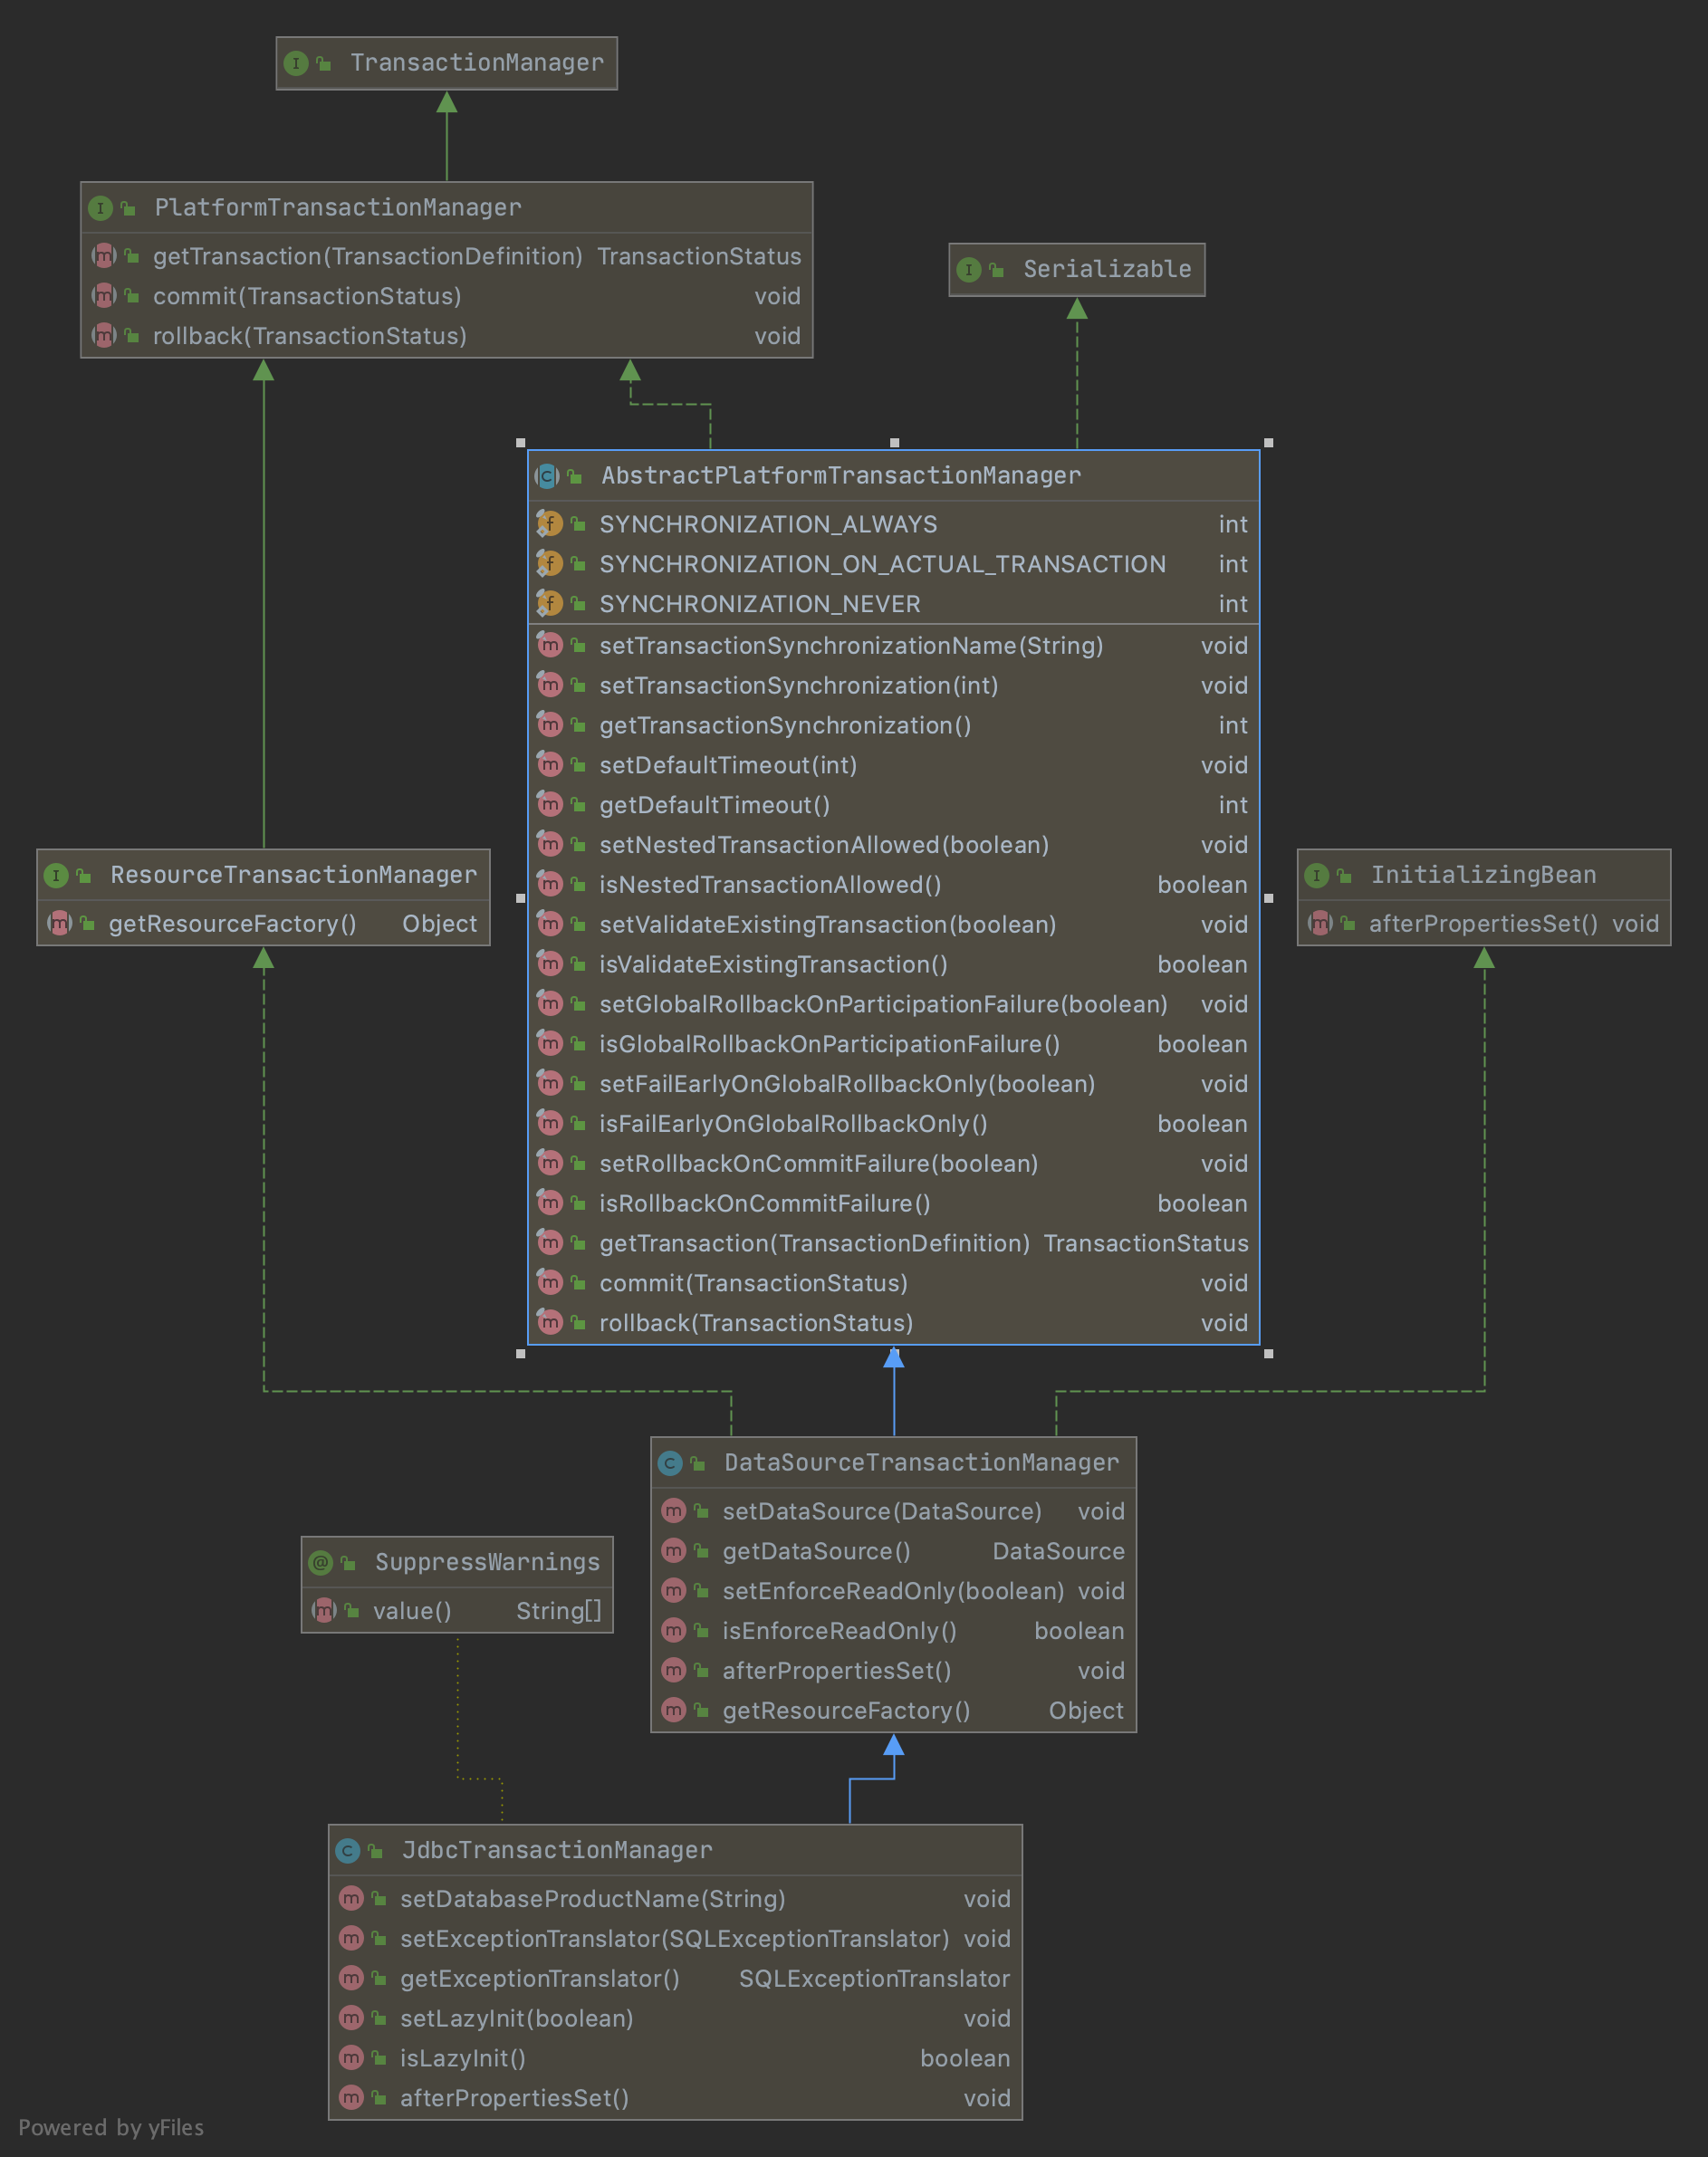 TransactionManager
PlatformTransactionManager
getTransaction(TransactionDefinition) TransactionStatus
commit(TransactionStatus) void
rollback(TransactionStatus) void
Serializable
AbstractPlatformTransactionManager
SYNCHRONIZATION_ALWAYS int
SYNCHRONIZATION_ON_ACTUAL_TRANSACTION int
SYNCHRONIZATION_NEVER int
setTransactionSynchronizationName(String) void
setTransactionSynchronization(int) void
getTransactionSynchronization() int
setDefaultTimeout(int) void
getDefaultTimeout() int
setNestedTransactionAllowed(boolean) void
isNestedTransactionAllowed() boolean
setValidateExistingTransaction(boolean) void
isValidateExistingTransaction() boolean
setGlobalRollbackOnParticipationFailure(boolean) void
isGlobalRollbackOnParticipationFailure() boolean
setFailEarlyOnGlobalRollbackOnly(boolean) void
isFailEarlyOnGlobalRollbackOnly() boolean
setRollbackOnCommitFailure(boolean) void
isRollbackOnCommitFailure() boolean
getTransaction(TransactionDefinition) TransactionStatus
commit(TransactionStatus) void
rollback(TransactionStatus) void
ResourceTransactionManager
getResourceFactory() Object
InitializingBean
afterPropertiesSet() void
DataSourceTransactionManager
setDataSource(DataSource) void
getDataSource() DataSource
setEnforceReadOnly(boolean) void
isEnforceReadOnly() boolean
afterPropertiesSet() void
getResourceFactory() Object
SuppressWarnings
value() String[]
JdbcTransactionManager
setDatabaseProductName(String) void
setExceptionTranslator(SQLExceptionTranslator) void
getExceptionTranslator() SQLExceptionTranslator
setLazyInit(boolean) void
isLazyInit() boolean
afterPropertiesSet() void
Powered by yFiles